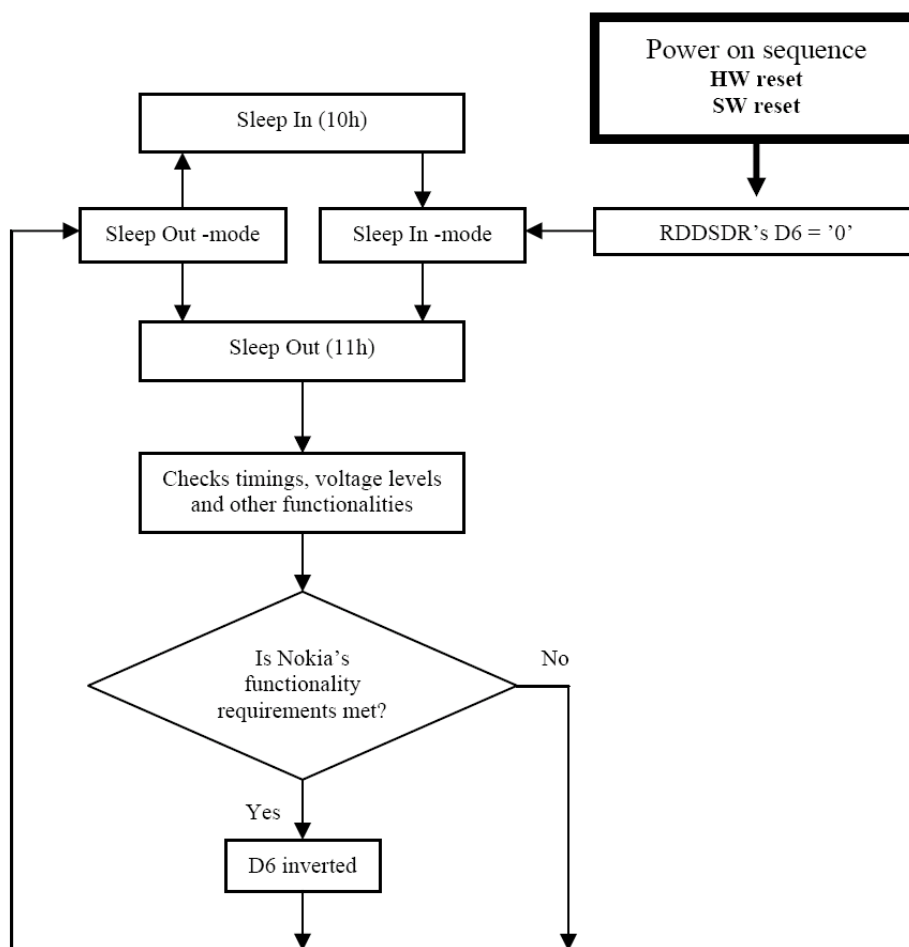 Power on sequence
HW reset
SW reset
Sleep In (10h)
Sleep Out -mode
Sleep In -mode
RDDSDR’s D6 = ’0’
Sleep Out (11h)
Checks timings, voltage levels
and other functionalities
Is Nokia’s
functionality
requirements met?
No
Yes
D6 inverted